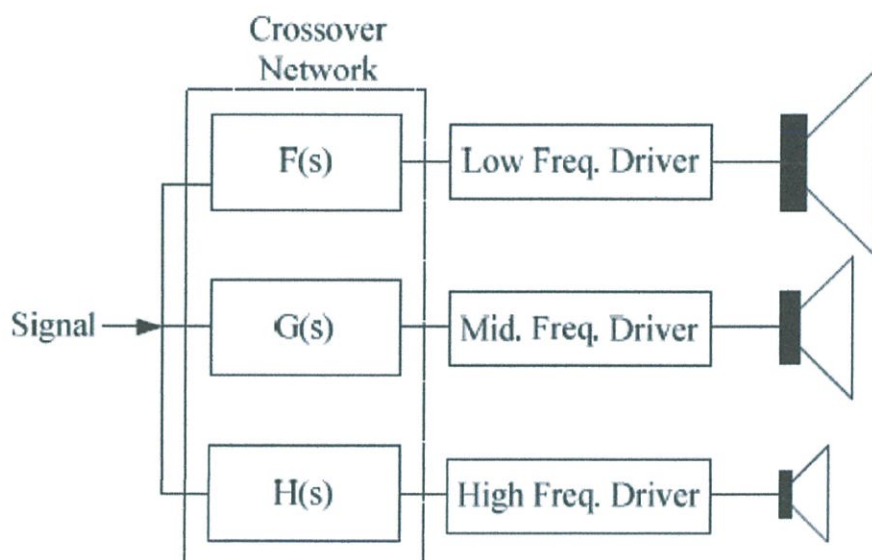 Crossover
Network
F(s)
Low Freq. Driver
Signal
G(s)
Mid. Freq. Driver
H(s)
High Freq. Driver